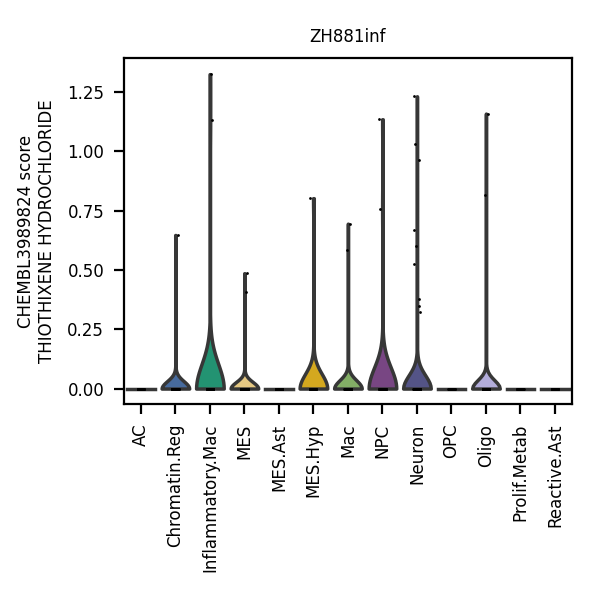 ZH881inf
CHEMBL3989824 score
THIOTHIXENE HYDROCHLORIDE
1.25
1.00
0.75
0.50
0.25
0.00
AC
Chromatin.Reg
Inflammatory.Mac
MES
MES.Ast
MES.Hyp
Mac
NPC
Neuron
OPC
Oligo
Prolif.Metab
Reactive.Ast